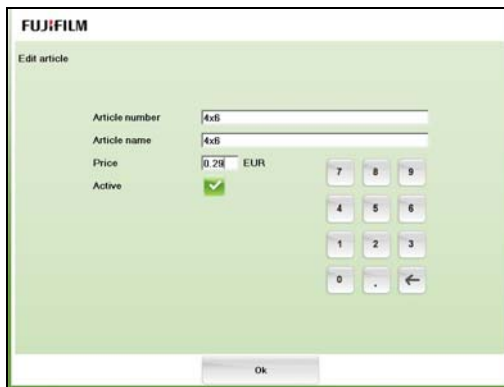 FUJIFILM
Edit article
Article number 4x6
Article name 4x6
Price 0.29 EUR
Active
7 8 9
4 5 6
1 2 3
0 . ←
Ok